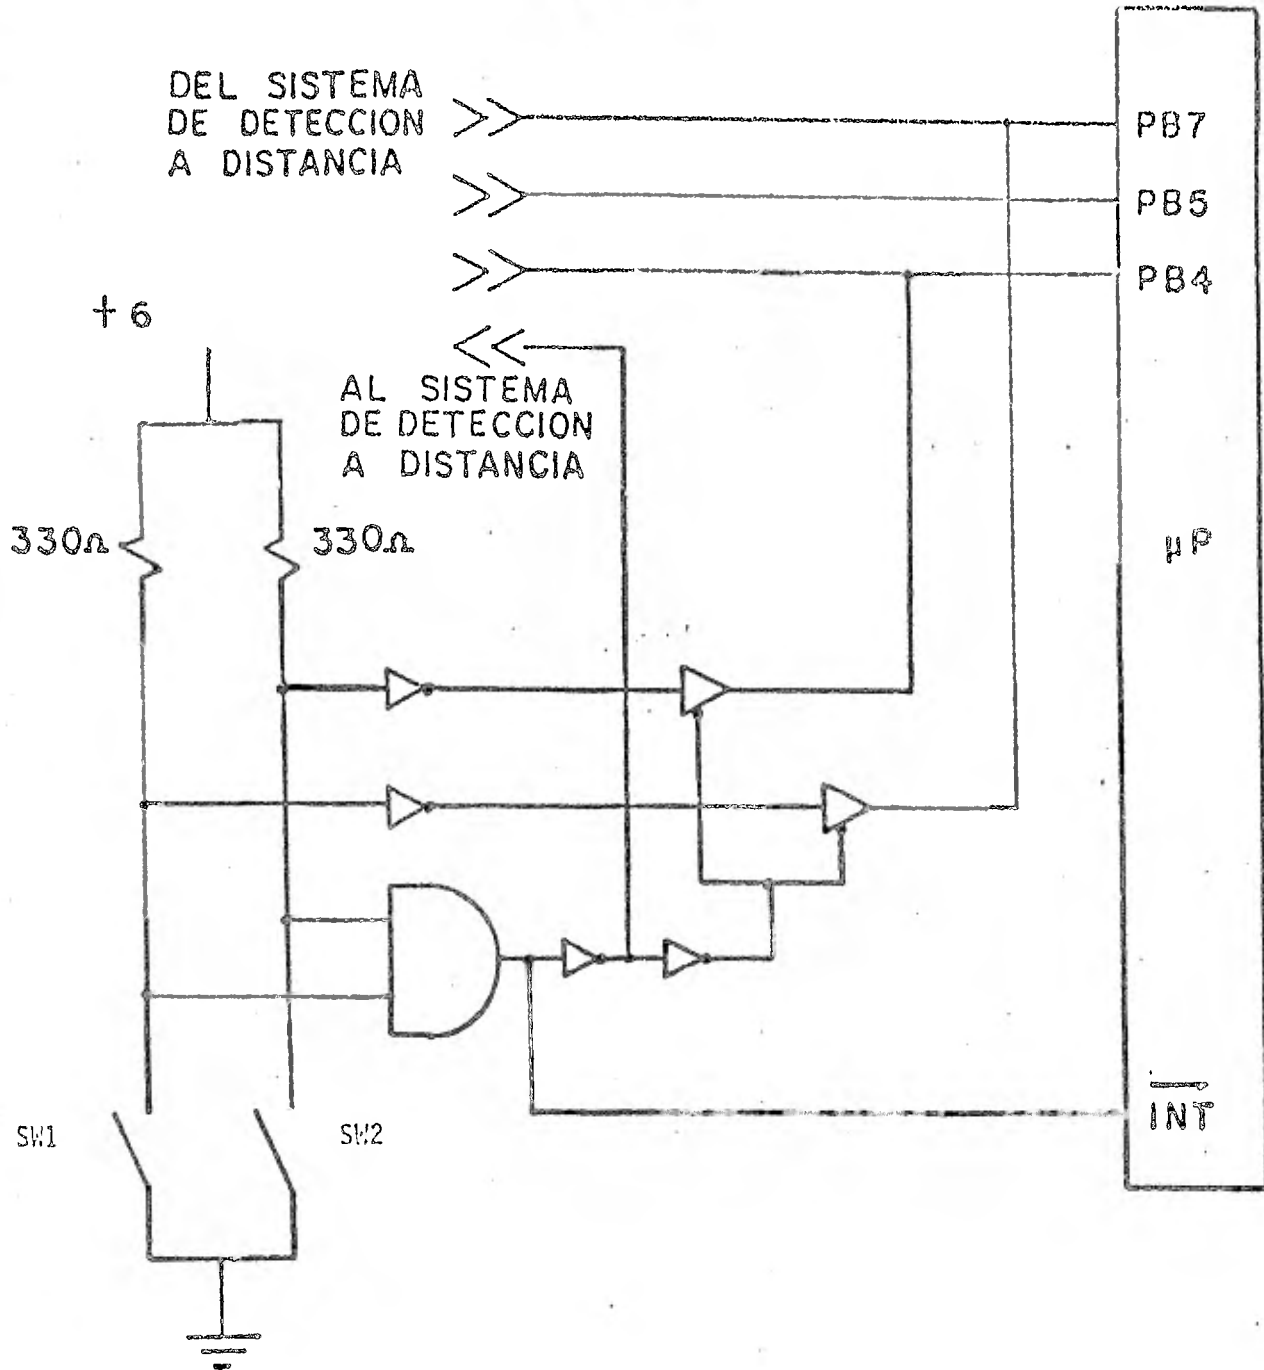 DEL SISTEMA
DE DETECCION
A DISTANCIA
PB7
PB5
PB4
+6
AL SISTEMA
DE DETECCION
A DISTANCIA
330Ω
330Ω
μP
SW1
SW2
INT